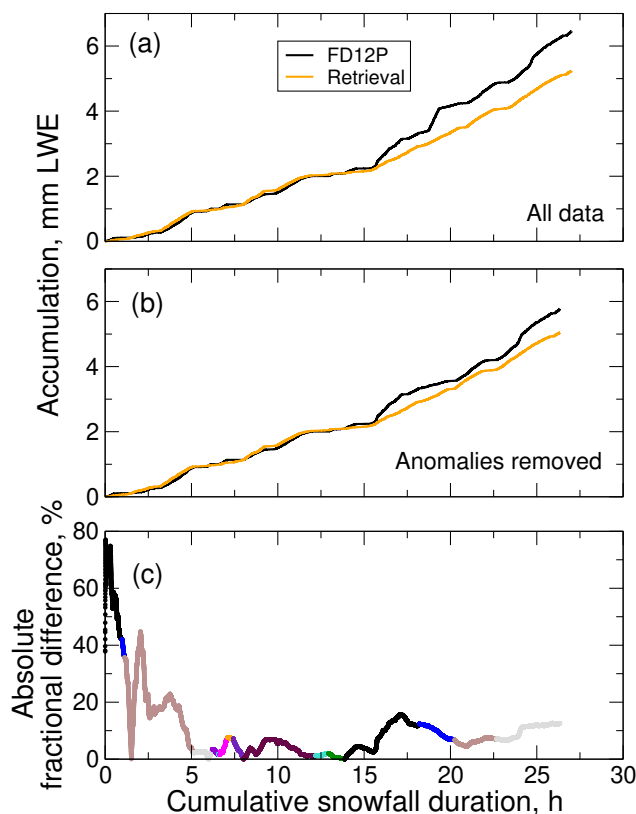 (a)
FD12P
Retrieval
6
4
2
0
All data
Accumulation, mm LWE
(b)
6
4
2
0
Anomalies removed
(c)
80
60
40
20
0
Absolute
fractional difference, %
0 5 10 15 20 25 30
Cumulative snowfall duration, h